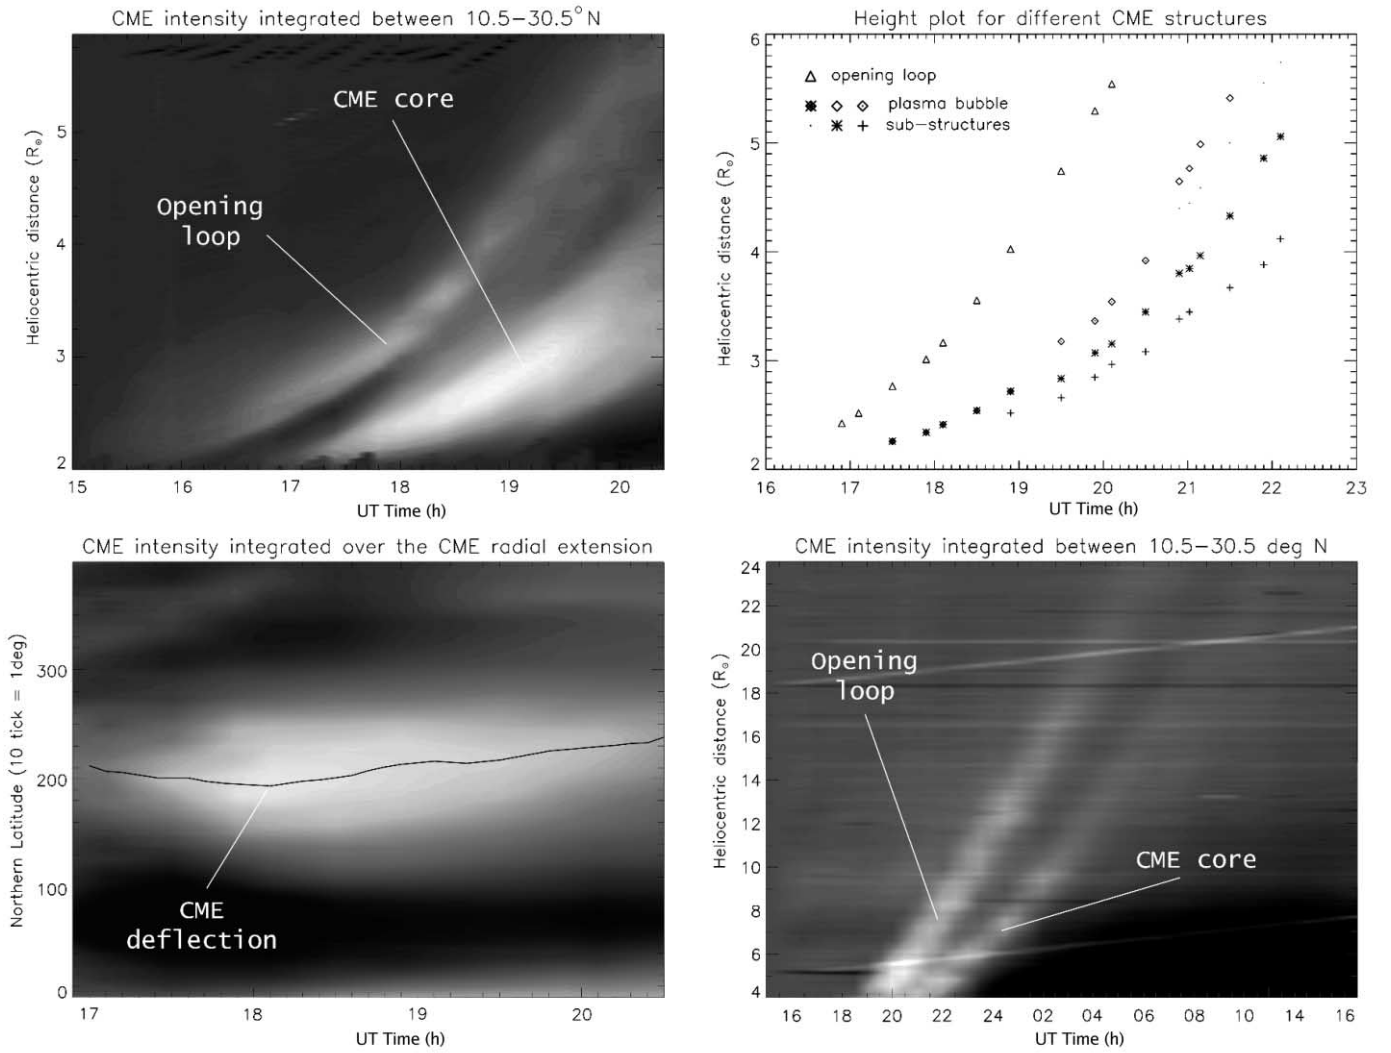 CME intensity integrated between 10.5–30.5° N
Heliocentric distance (R⊙)
5
4
3
2
CME core
Opening
loop
15 16 17 18 19 20
UT Time (h)
Height plot for different CME structures
Heliocentric distance (R⊙)
6
5
4
3
2
opening loop
plasma bubble
sub-structures
16 17 18 19 20 21 22 23
UT Time (h)
CME intensity integrated over the CME radial extension
Northern Latitude (10 tick = 1deg)
300
200
100
0
CME
deflection
17 18 19 20
UT Time (h)
CME intensity integrated between 10.5–30.5 deg N
Heliocentric distance (R⊙)
24
22
20
18
16
14
12
10
8
6
4
Opening
loop
CME core
16 18 20 22 24 02 04 06 08 10 14 16
UT Time (h)